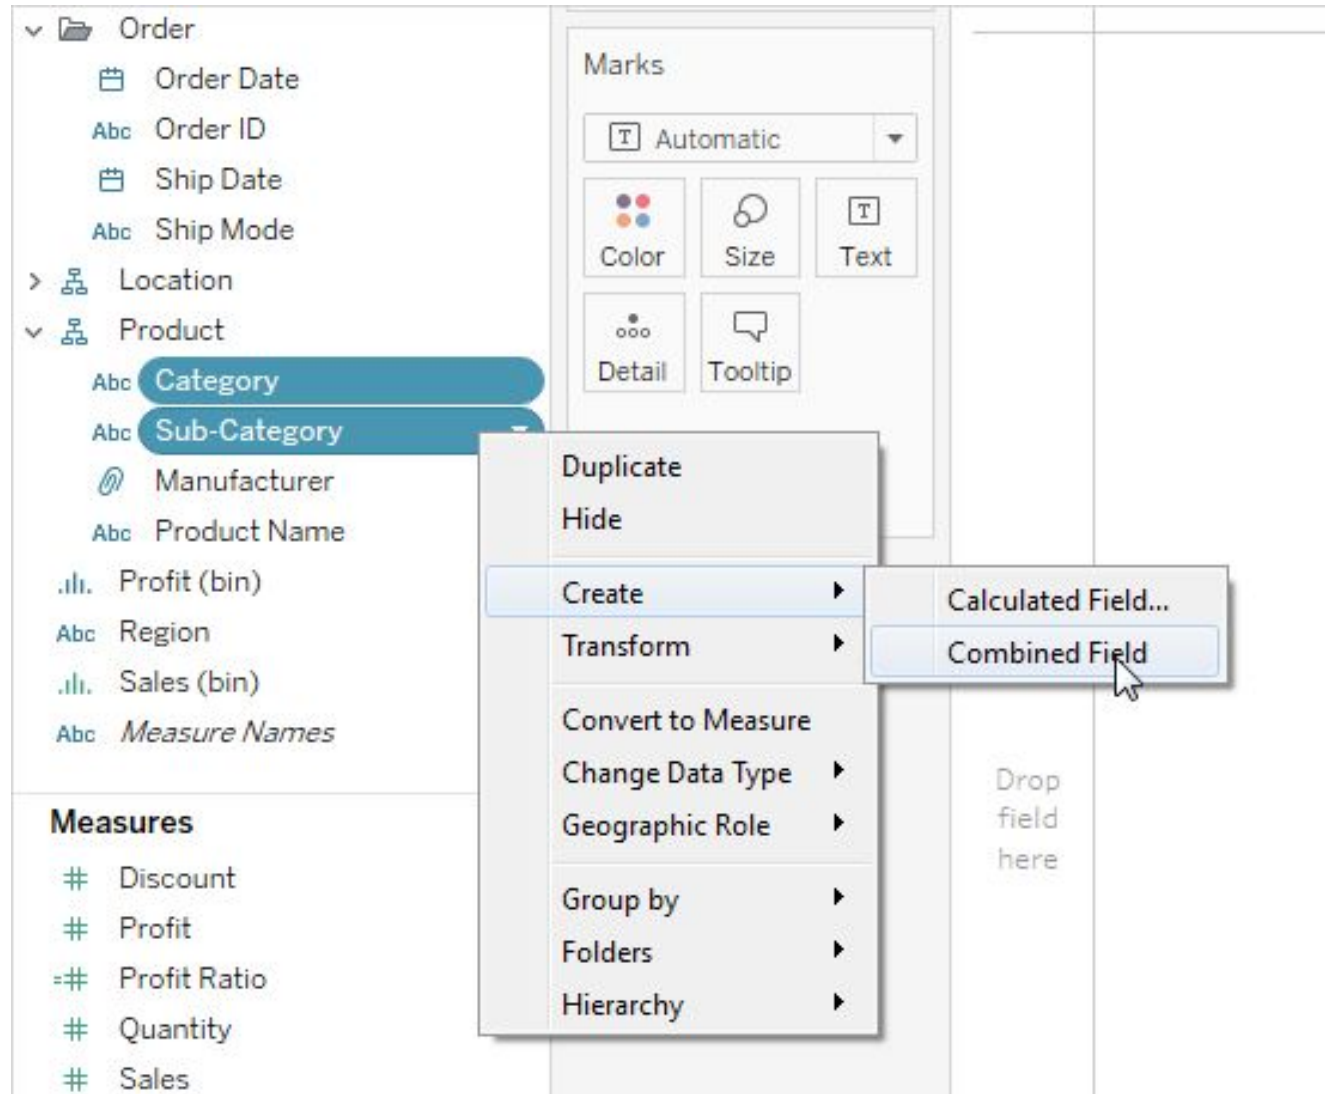 Order
Order Date
Abc Order ID
Ship Date
Abc Ship Mode
Location
Product
Abc Category
Abc Sub-Category
Manufacturer
Abc Product Name
Profit (bin)
Abc Region
Sales (bin)
Abc Measure Names
Measures
# Discount
# Profit
=# Profit Ratio
# Quantity
# Sales
Marks
T Automatic
Color Size T Text
Detail Tooltip
Duplicate
Hide
Create
Transform
Convert to Measure
Change Data Type
Geographic Role
Group by
Folders
Hierarchy
Calculated Field...
Combined Field
Drop
field
here